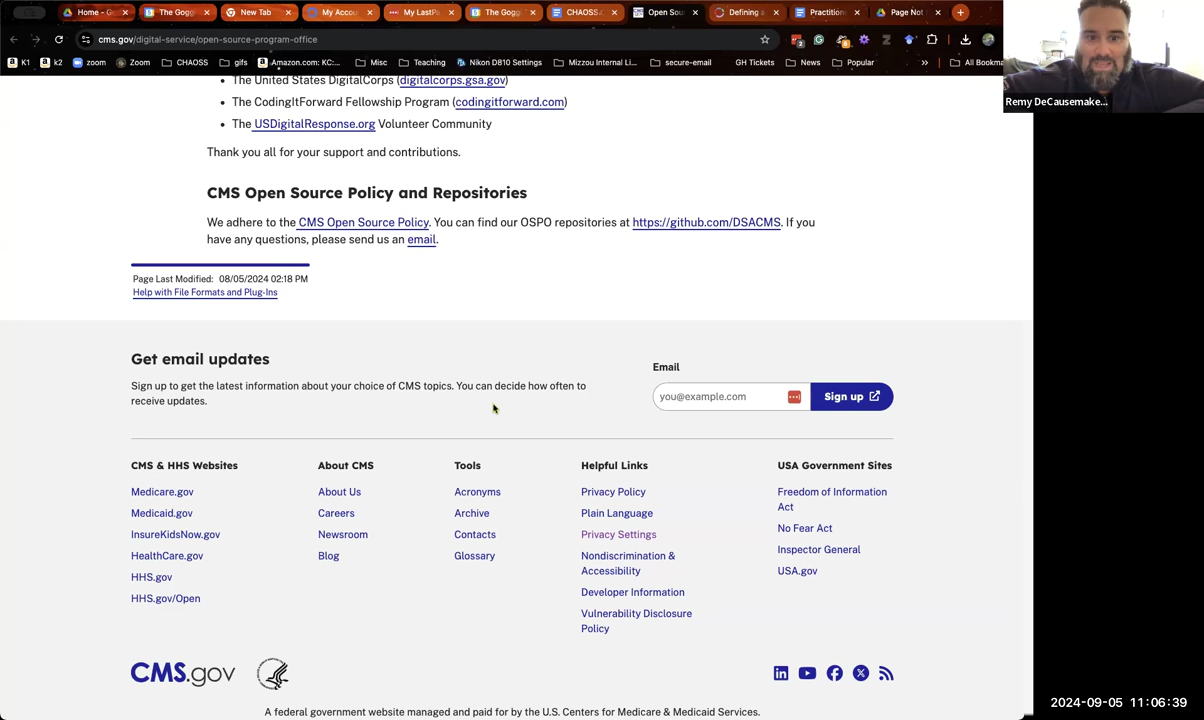 Home - G
The Gogg
New Tab
My Accou
My LastPa
The Gogg
CHAOSS
Open Sou
Defining a
Practition
Page Not
cms.gov/digital-service/open-source-program-office
K1
k2
zoom
Zoom
CHAOSS
gifs
Amazon.com: KC:...
Misc
Teaching
Nikon D810 Settings
Mizzou Internal Li...
secure-email
GH Tickets
News
Popular
»
All Bookma
Remy DeCausemake...
The United States DigitalCorps (digitalcorps.gsa.gov)
The CodingItForward Fellowship Program (codingitforward.com)
The USDigitalResponse.org Volunteer Community
Thank you all for your support and contributions.
CMS Open Source Policy and Repositories
We adhere to the CMS Open Source Policy. You can find our OSPO repositories at https://github.com/DSACMS. If you
have any questions, please send us an email.
Page Last Modified: 08/05/2024 02:18 PM
Help with File Formats and Plug-Ins
Get email updates
Sign up to get the latest information about your choice of CMS topics. You can decide how often to
receive updates.
Email
you@example.com
Sign up
CMS & HHS Websites
Medicare.gov
Medicaid.gov
InsureKidsNow.gov
HealthCare.gov
HHS.gov
HHS.gov/Open
About CMS
About Us
Careers
Newsroom
Blog
Tools
Acronyms
Archive
Contacts
Glossary
Helpful Links
Privacy Policy
Plain Language
Privacy Settings
Nondiscrimination &
Accessibility
Developer Information
Vulnerability Disclosure
Policy
USA Government Sites
Freedom of Information
Act
No Fear Act
Inspector General
USA.gov
CMS.gov
A federal government website managed and paid for by the U.S. Centers for Medicare & Medicaid Services.
2024-09-05 11:06:39